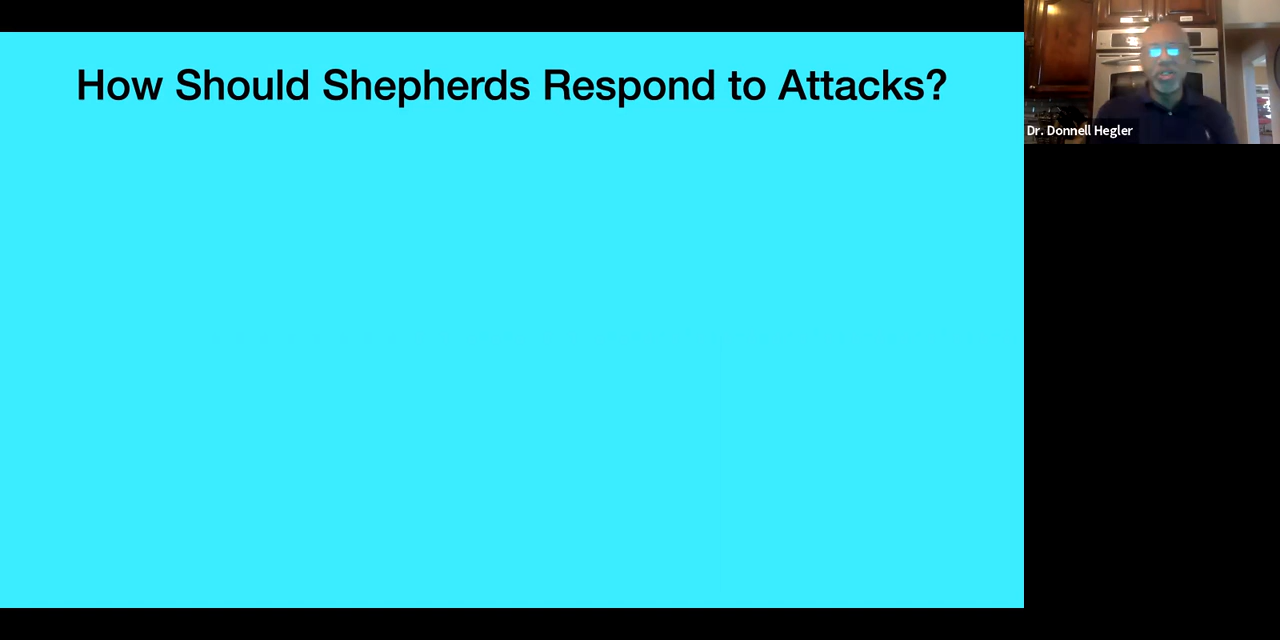 How Should Shepherds Respond to Attacks?
Dr. Donnell Hegler